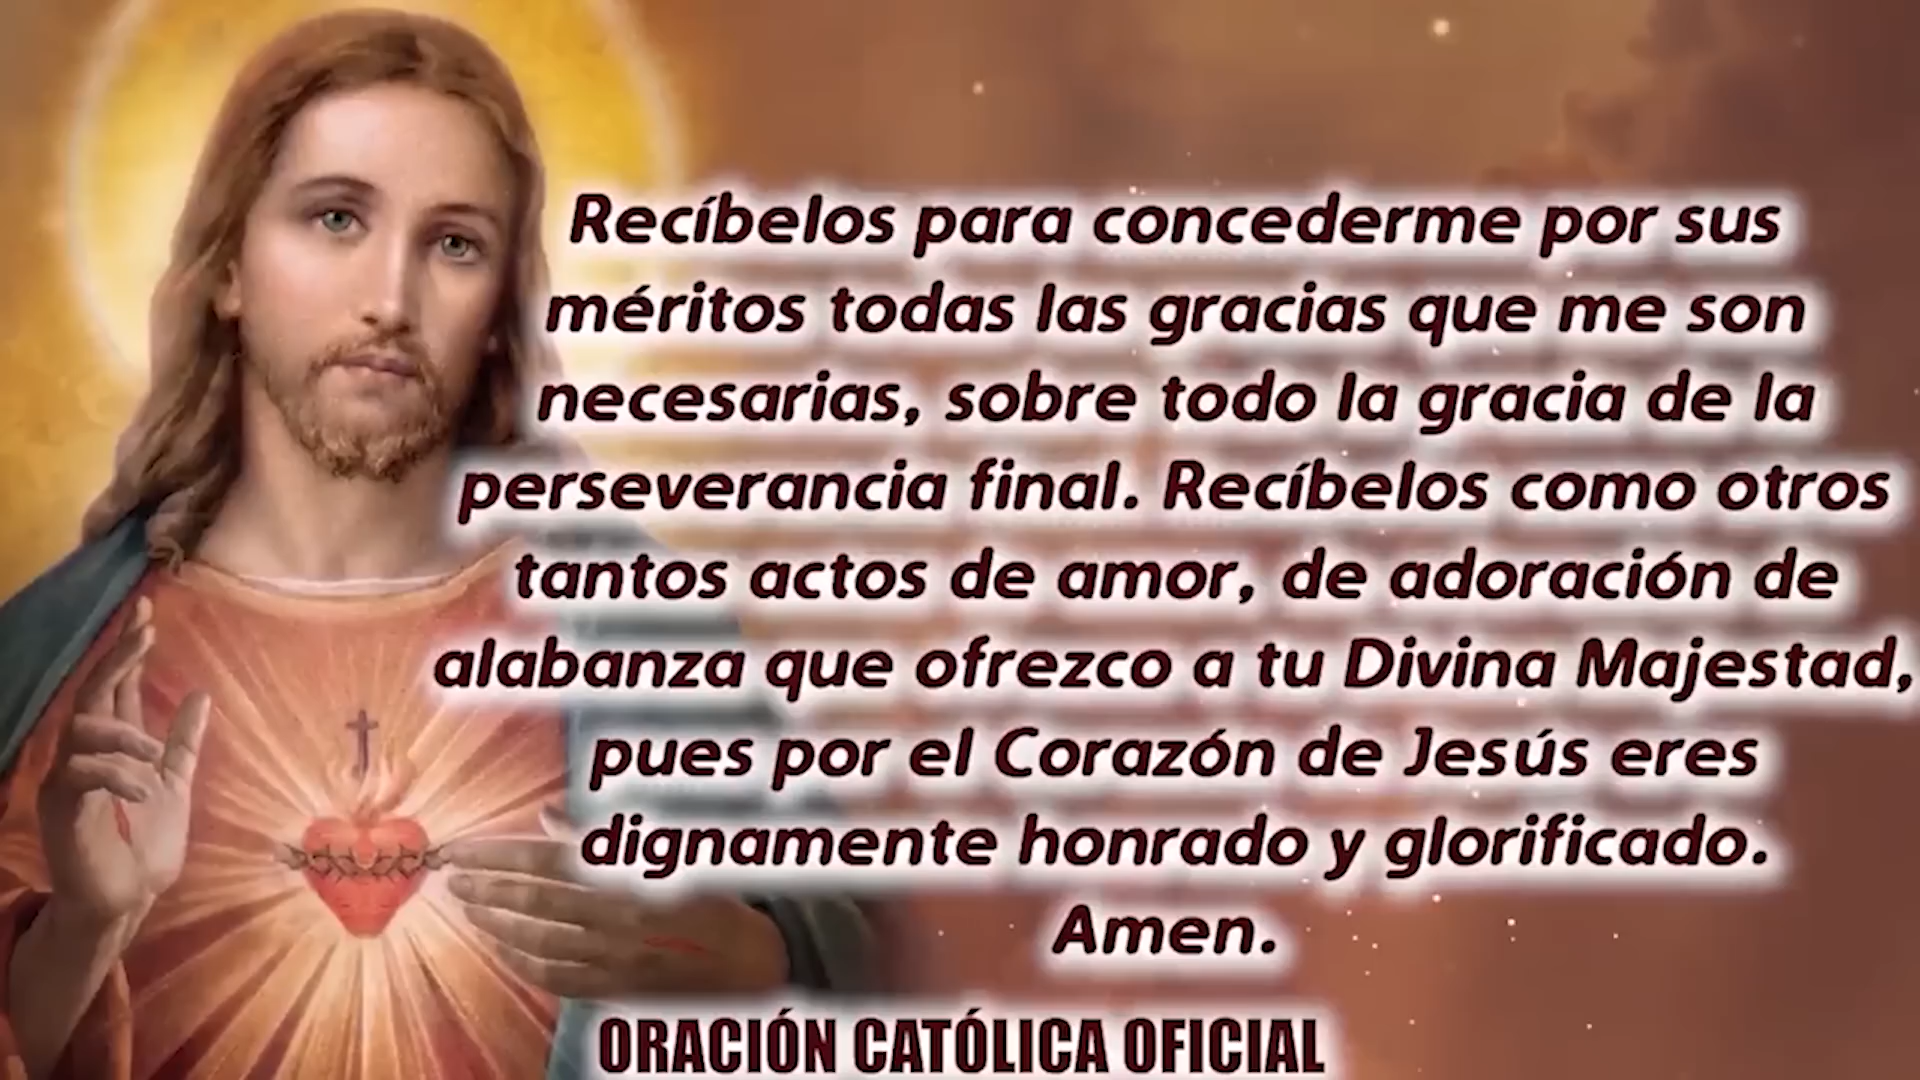 Recíbelos para concederme por sus
méritos todas las gracias que me son
necesarias, sobre todo la gracia de la
perseverancia final. Recíbelos como otros
tantos actos de amor, de adoración de
alabanza que ofrezco a tu Divina Majestad,
pues por el Corazón de Jesús eres
dignamente honrado y glorificado.
Amen.
ORACIÓN CATÓLICA OFICIAL